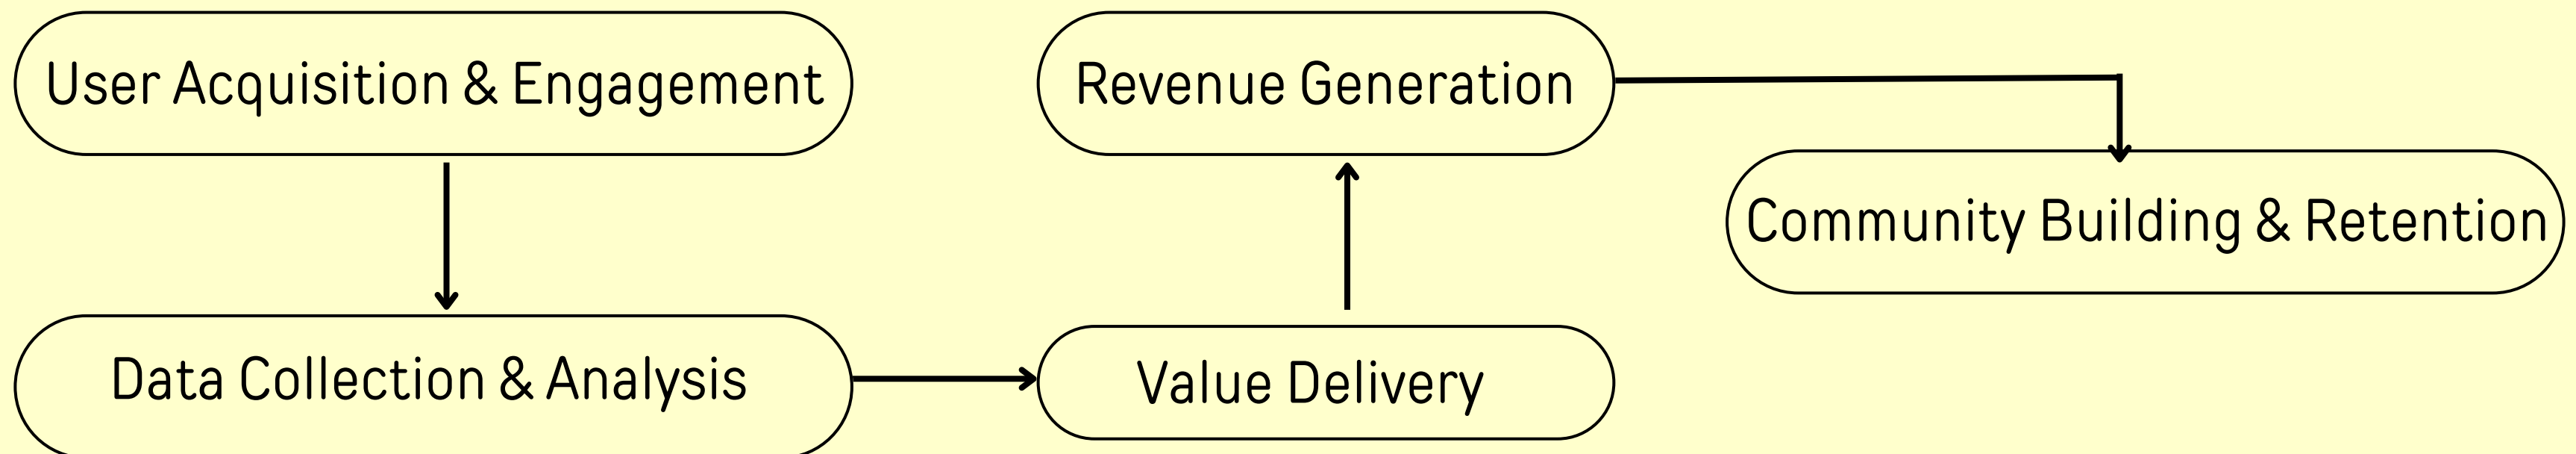 User Acquisition & Engagement
Data Collection & Analysis
Value Delivery
Revenue Generation
Community Building & Retention